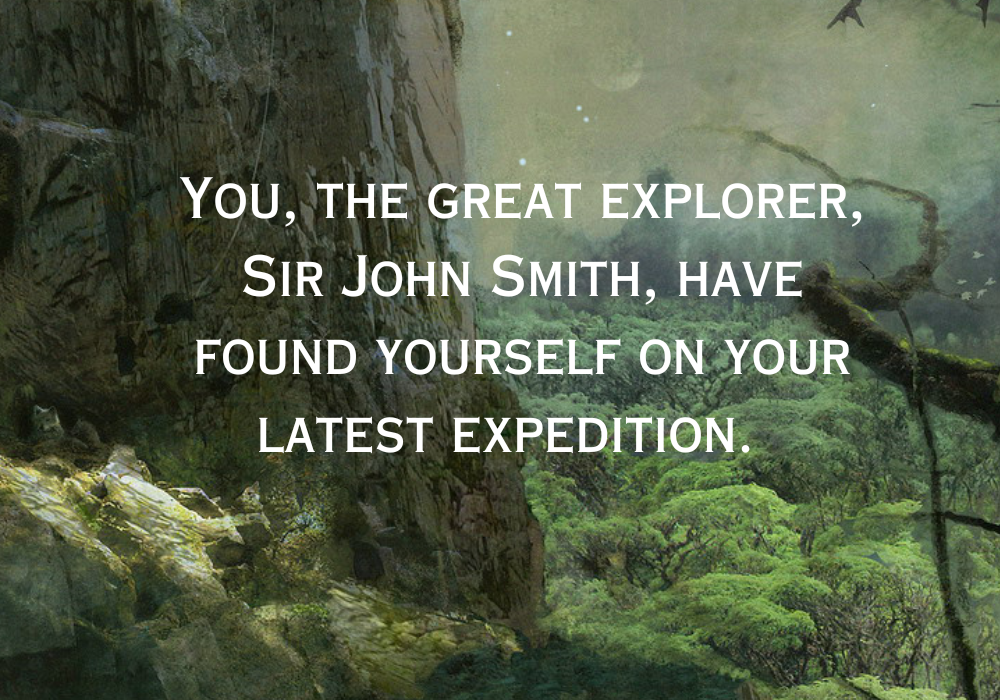 You, the great explorer,
Sir John Smith, have
found yourself on your
latest expedition.